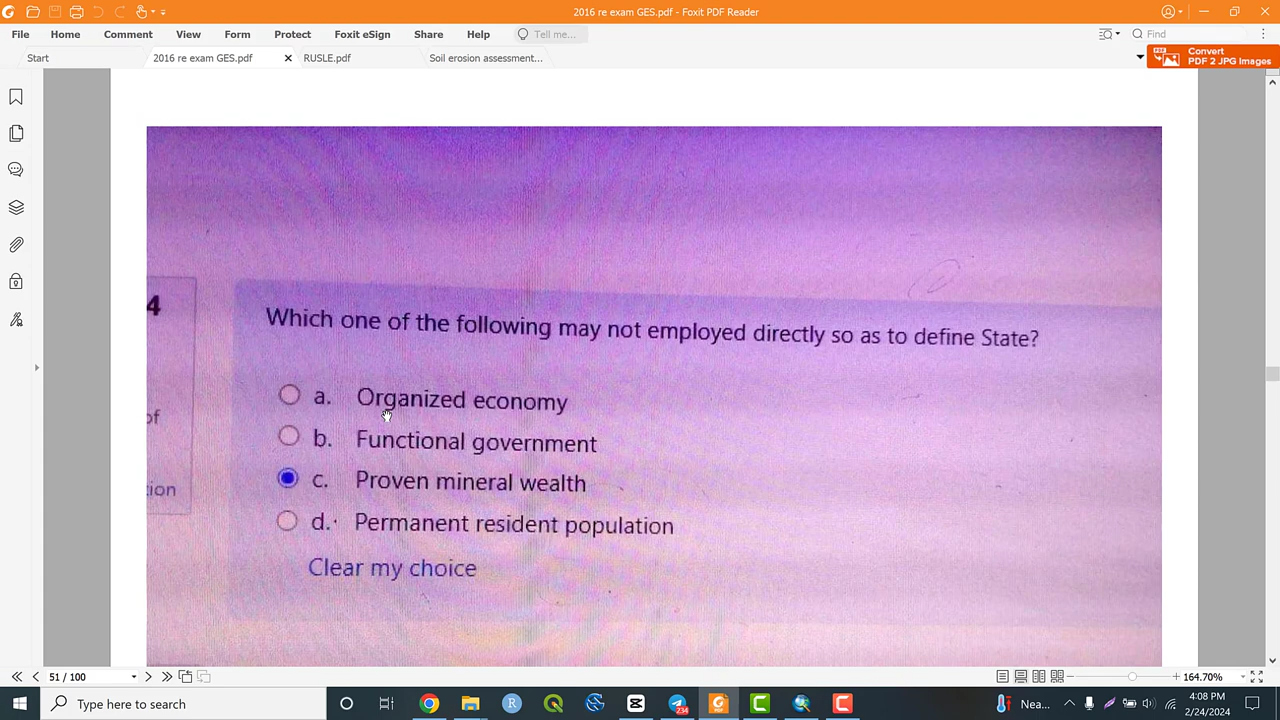 2016 re exam GES.pdf - Foxit PDF Reader
File Home Comment View Form Protect Foxit eSign Share Help Tell me... Find
Start 2016 re exam GES.pdf RUSLE.pdf Soil erosion assessment...
Convert
PDF 2 JPG Images
4
of
tion
Which one of the following may not employed directly so as to define State?
a. Organized economy
b. Functional government
c. Proven mineral wealth
d. Permanent resident population
Clear my choice
51 / 100
164.70%
Type here to search
234
Nea...
4:08 PM
2/24/2024